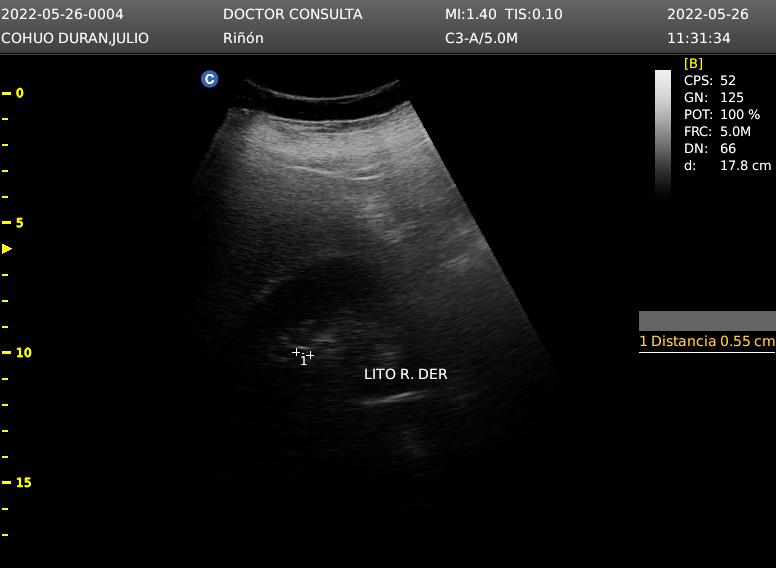 2022-05-26-0004 DOCTOR CONSULTA MI:1.40 TIS:0.10 2022-05-26
COHUO DURAN,JULIO Riñón C3-A/5.0M 11:31:34
C
[B]
CPS: 52
GN: 125
POT: 100 %
FRC: 5.0M
DN: 66
d: 17.8 cm
0
5
10
15
1
LITO R. DER
1 Distancia 0.55 cm